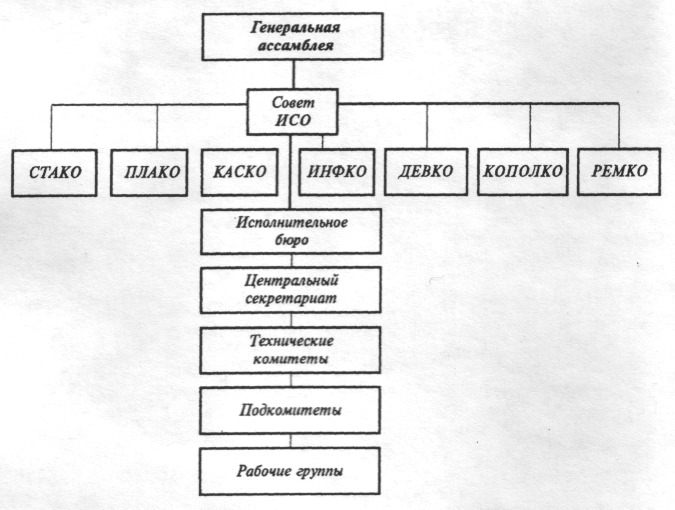 Генеральная
ассамблея
Совет
ИСО
СТАКО ПЛАКО КАСКО ИНФКО ДЕВКО КОПОЛКО РЕМКО
Исполнительное
бюро
Центральный
секретариат
Технические
комитеты
Подкомитеты
Рабочие группы